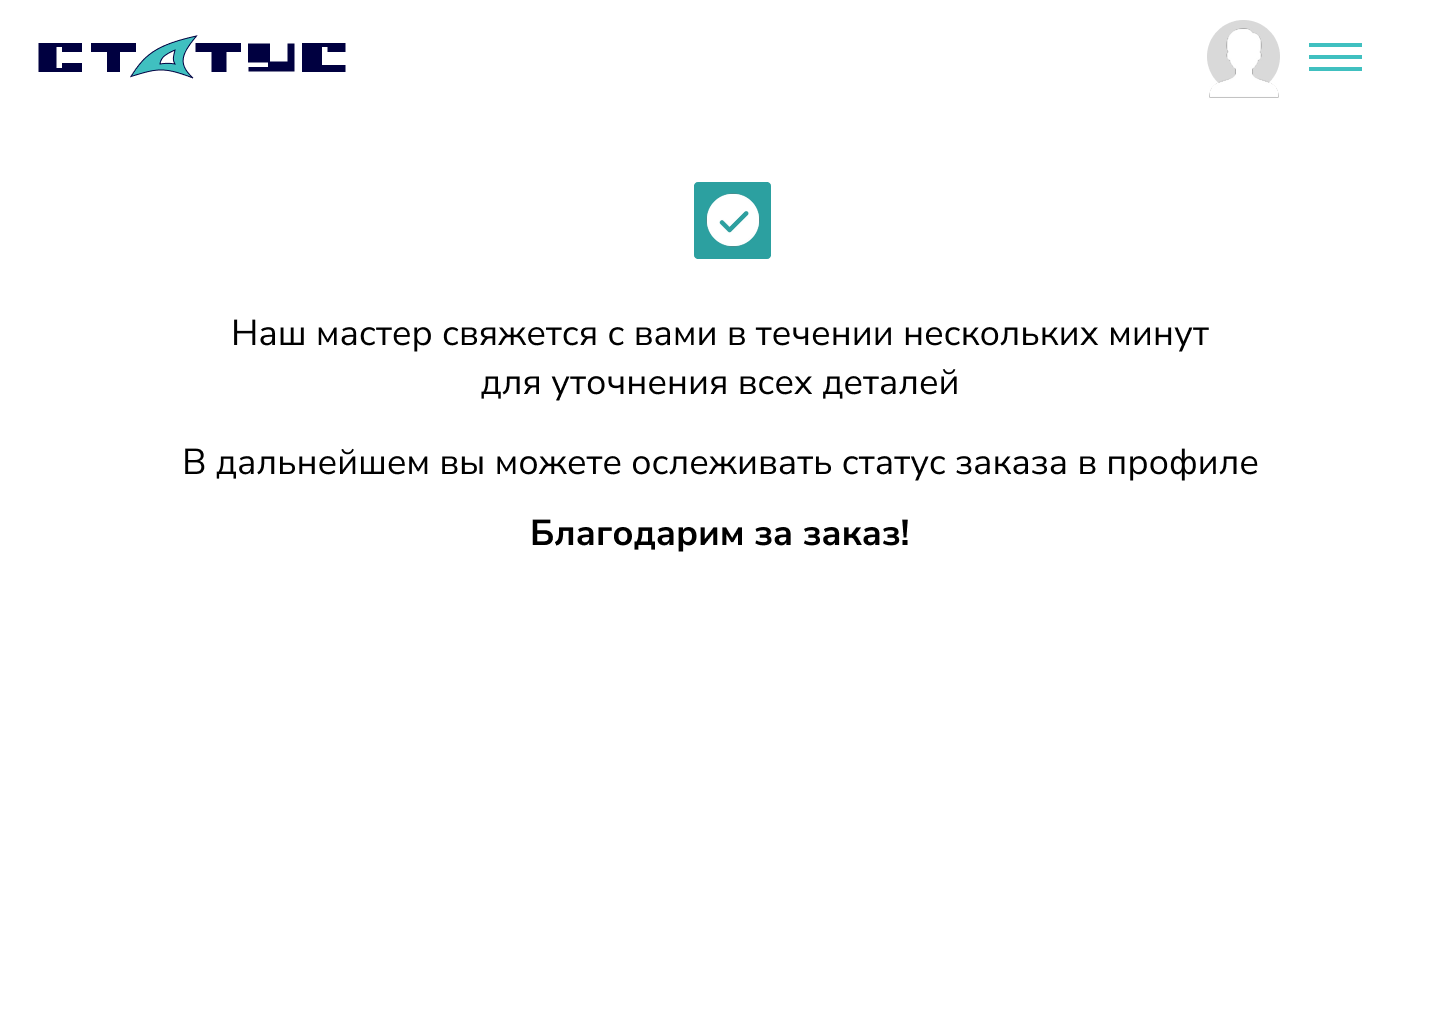 СТАТУС
Наш мастер свяжется с вами в течении нескольких минут
для уточнения всех деталей
В дальнейшем вы можете ослеживать статус заказа в профиле
Благодарим за заказ!